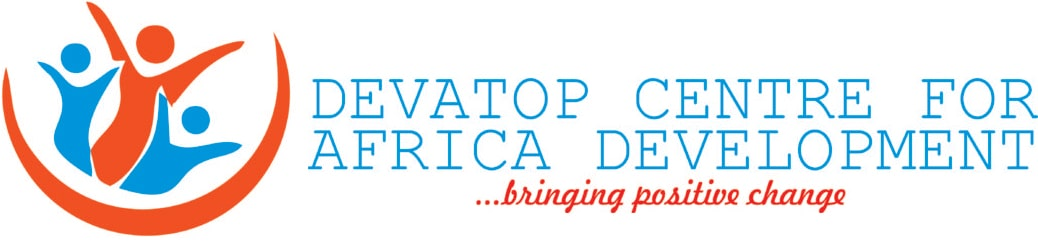 DEVATOP CENTRE FOR
AFRICA DEVELOPMENT
...bringing positive change